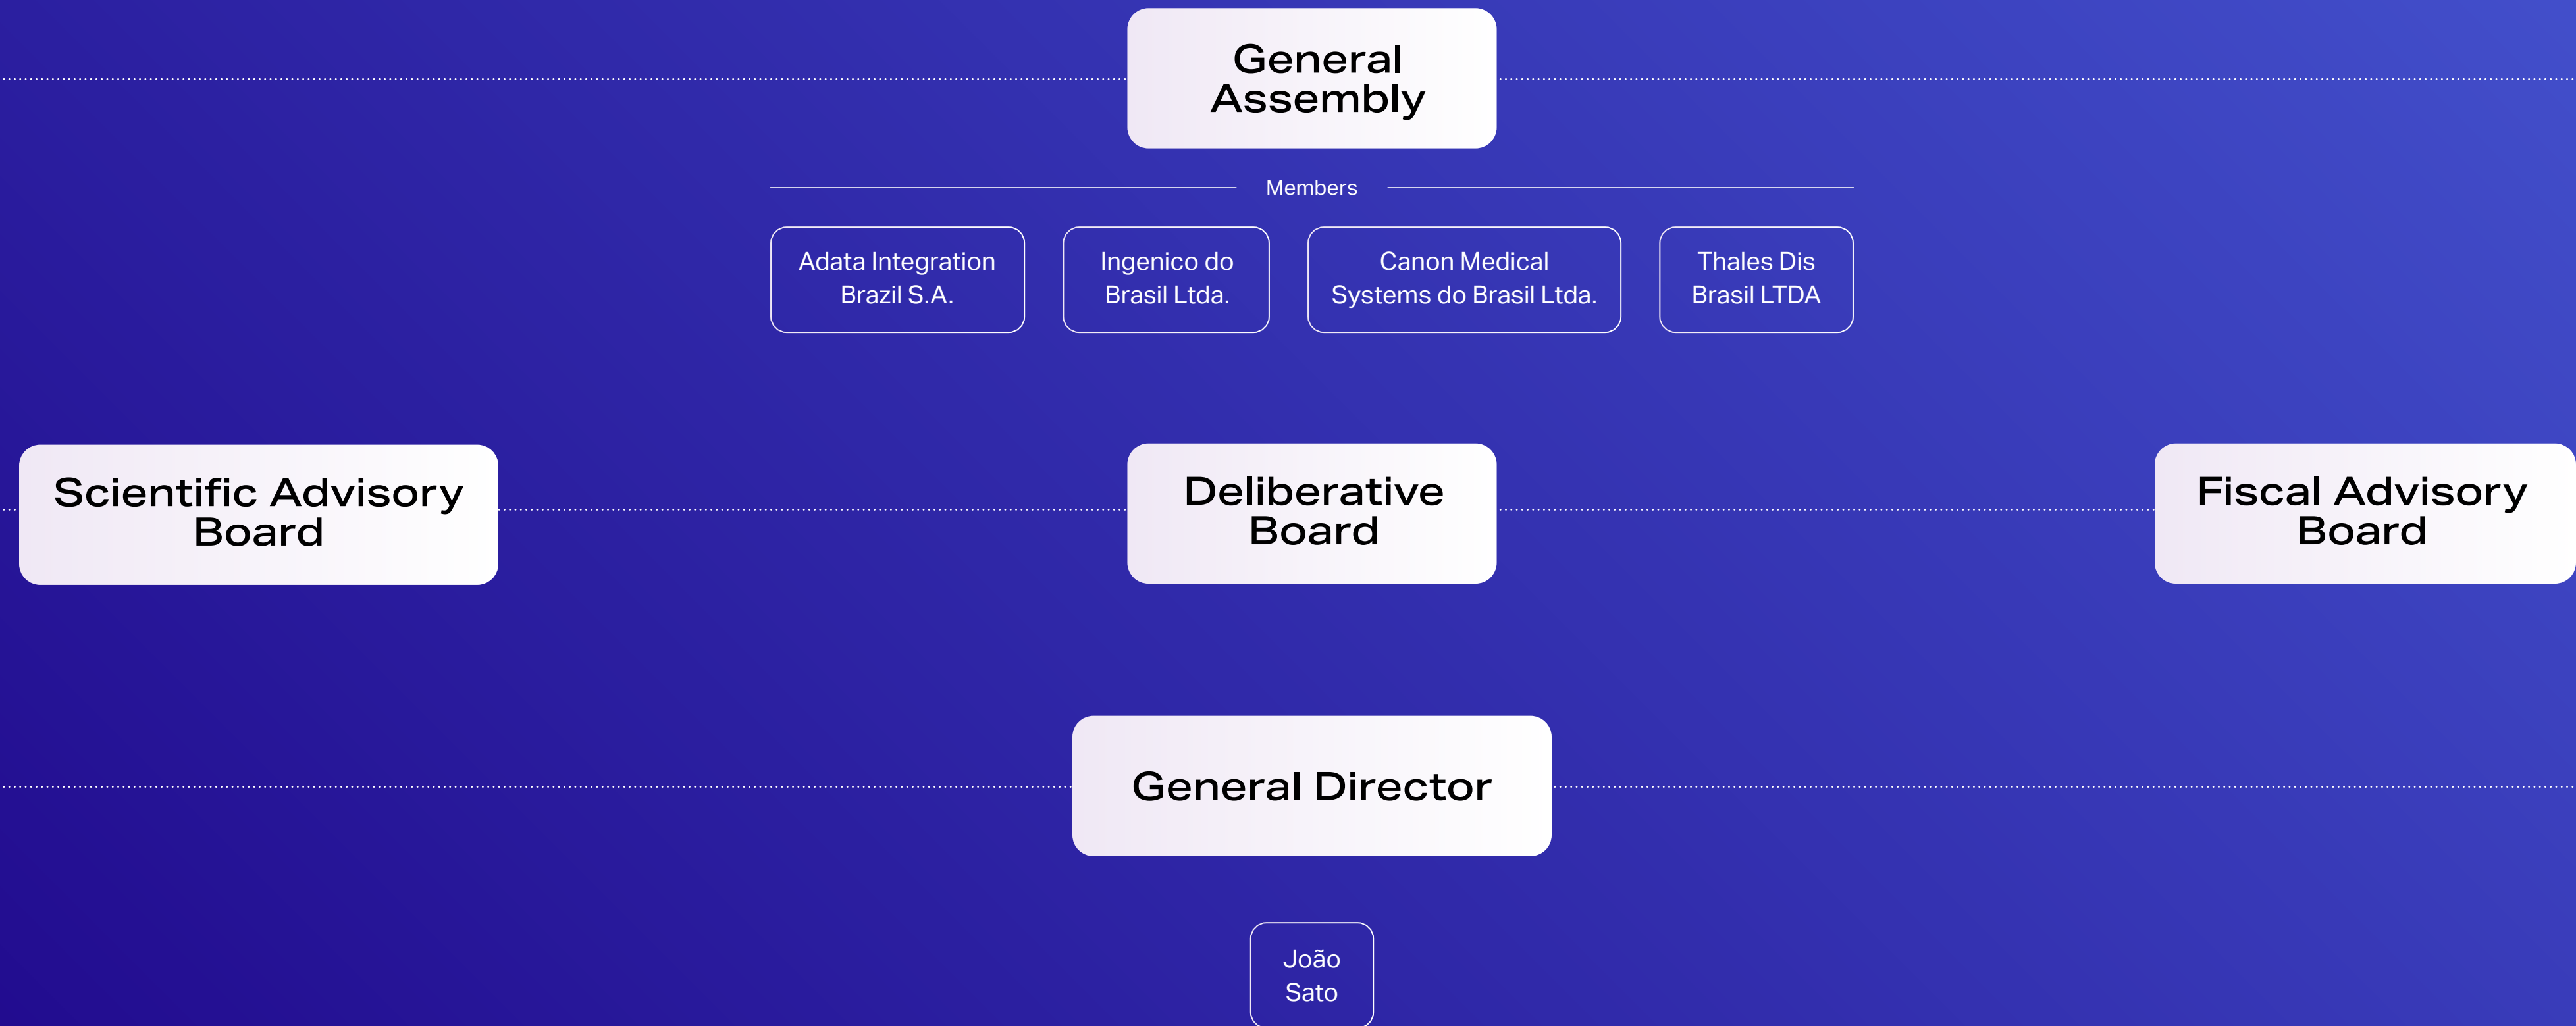 General
Assembly
Members
Adata Integration
Brazil S.A.
Ingenico do
Brasil Ltda.
Canon Medical
Systems do Brasil Ltda.
Thales Dis
Brasil LTDA
Scientific Advisory
Board
Deliberative
Board
Fiscal Advisory
Board
General Director
João
Sato